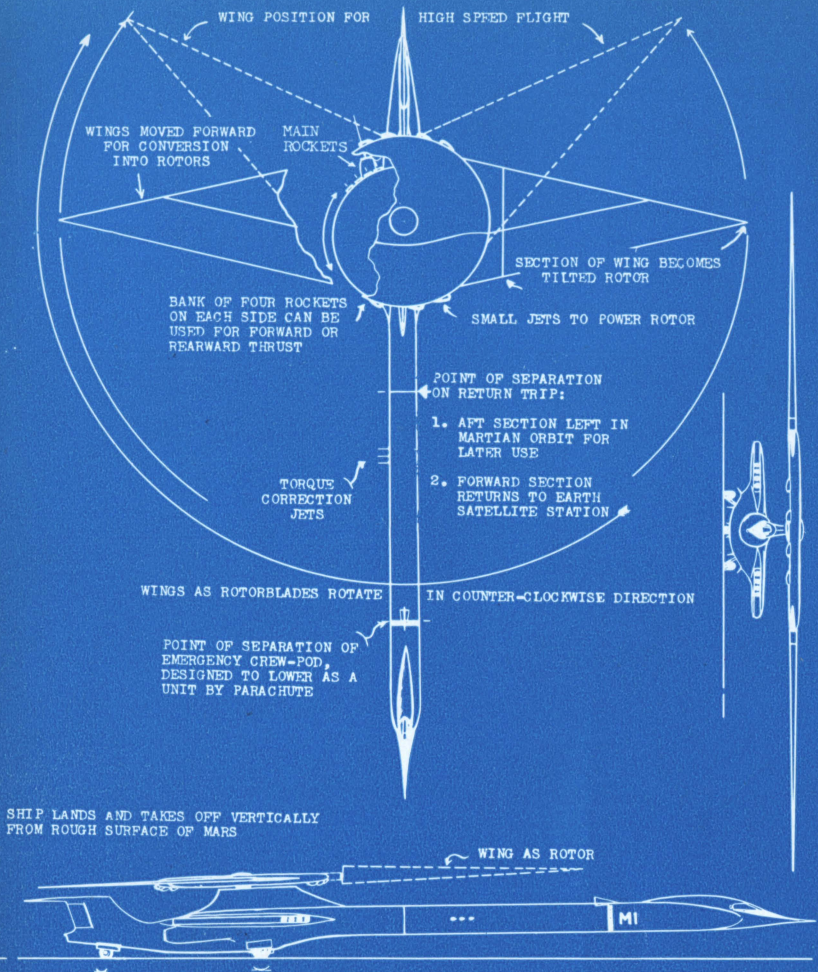 WING POSITION FOR HIGH SPEED FLIGHT
WINGS MOVED FORWARD
FOR CONVERSION
INTO ROTORS
MAIN
ROCKETS
SECTION OF WING BECOMES
TILTED ROTOR
BANK OF FOUR ROCKETS
ON EACH SIDE CAN BE
USED FOR FORWARD OR
REARWARD THRUST
SMALL JETS TO POWER ROTOR
POINT OF SEPARATION
ON RETURN TRIP:
1. AFT SECTION LEFT IN
MARTIAN ORBIT FOR
LATER USE
2. FORWARD SECTION
RETURNS TO EARTH
SATELLITE STATION
TORQUE
CORRECTION
JETS
WINGS AS ROTORBLADES ROTATE IN COUNTER-CLOCKWISE DIRECTION
POINT OF SEPARATION OF
EMERGENCY CREW-POD,
DESIGNED TO LOWER AS A
UNIT BY PARACHUTE
SHIP LANDS AND TAKES OFF VERTICALLY
FROM ROUGH SURFACE OF MARS
WING AS ROTOR
M1